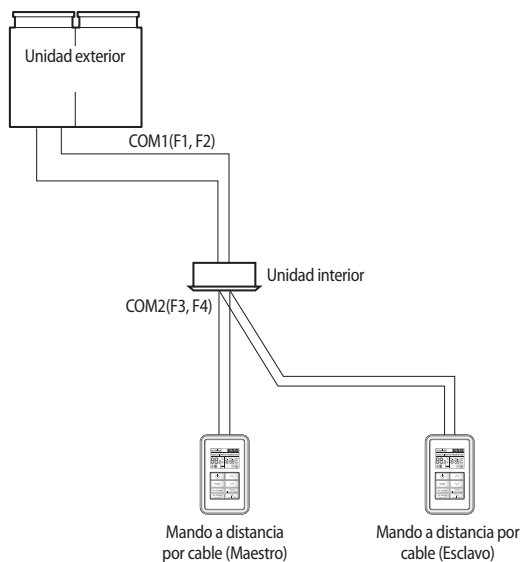 Unidad exterior
COM1(F1, F2)
Unidad interior
COM2(F3, F4)
Mando a distancia
por cable (Maestro)
Mando a distancia por
cable (Esclavo)